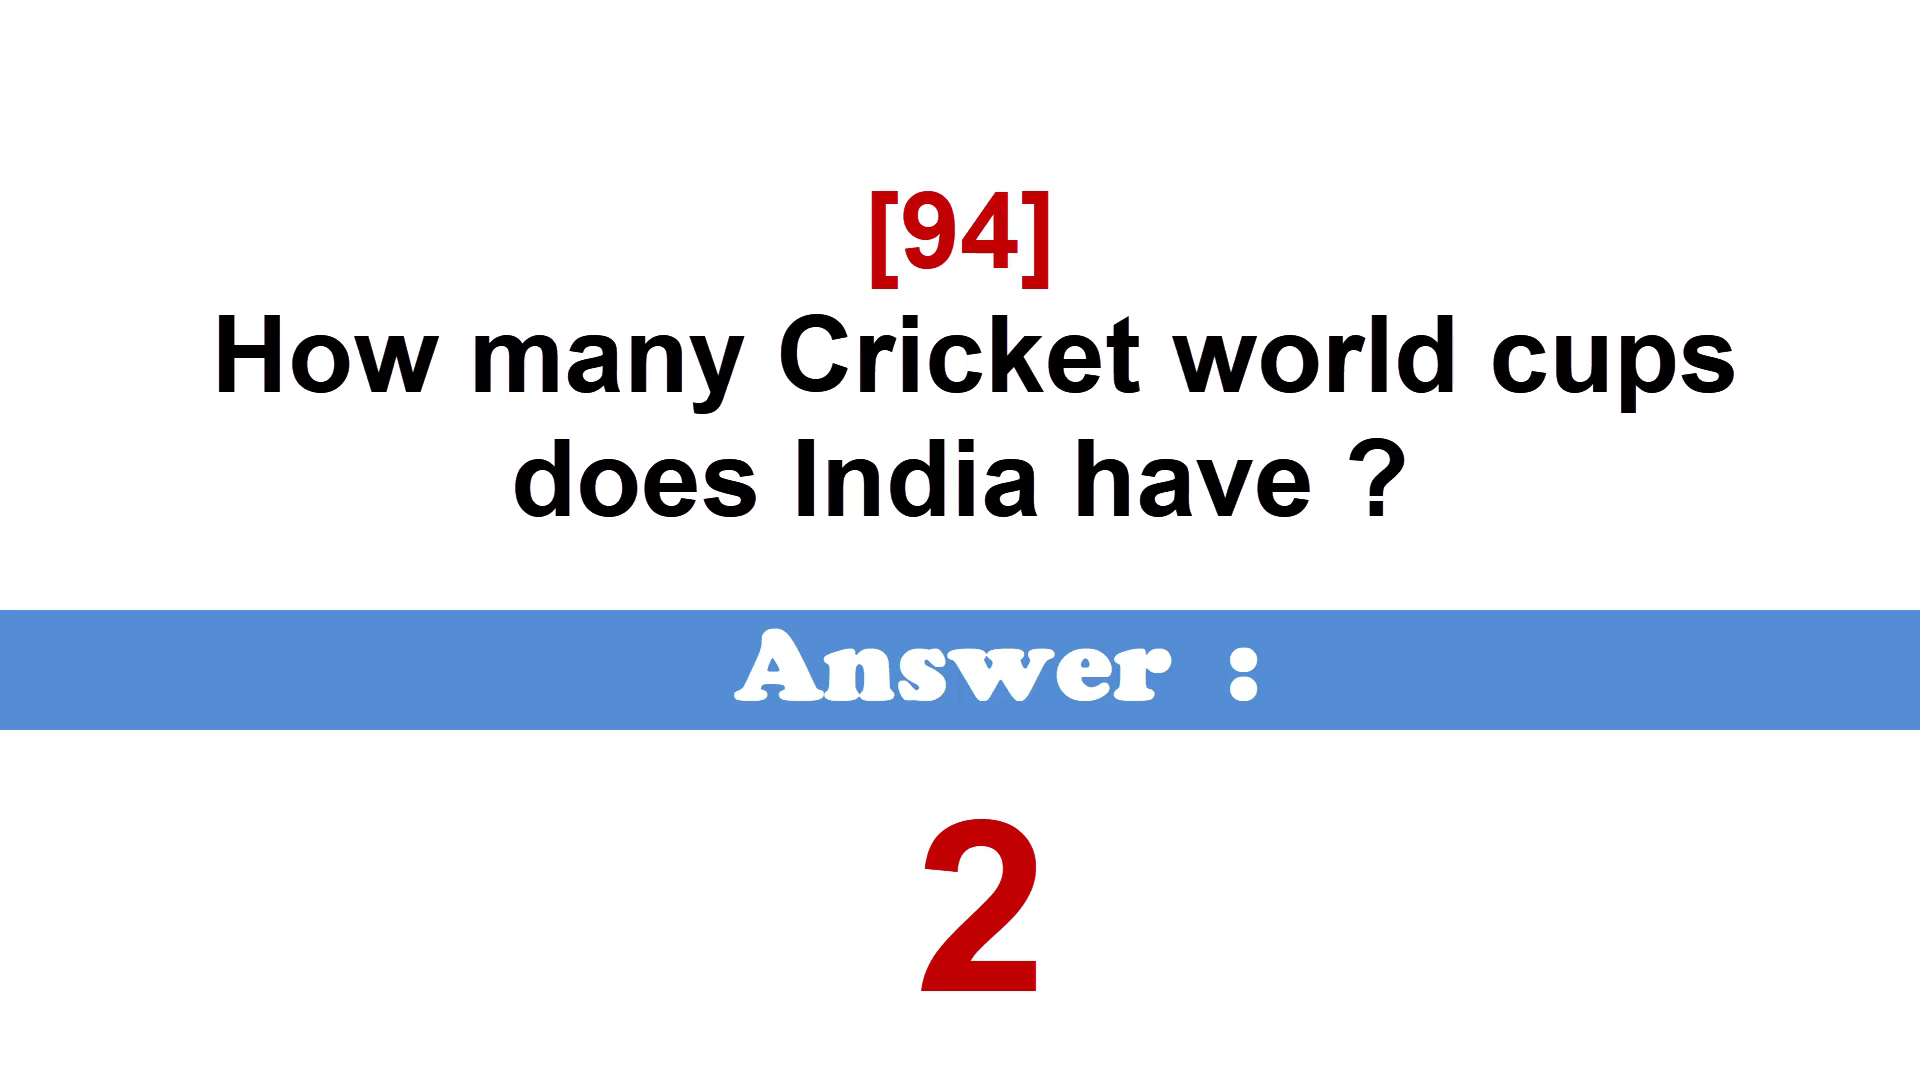 [94]
How many Cricket world cups
does India have ?
Answer :
2